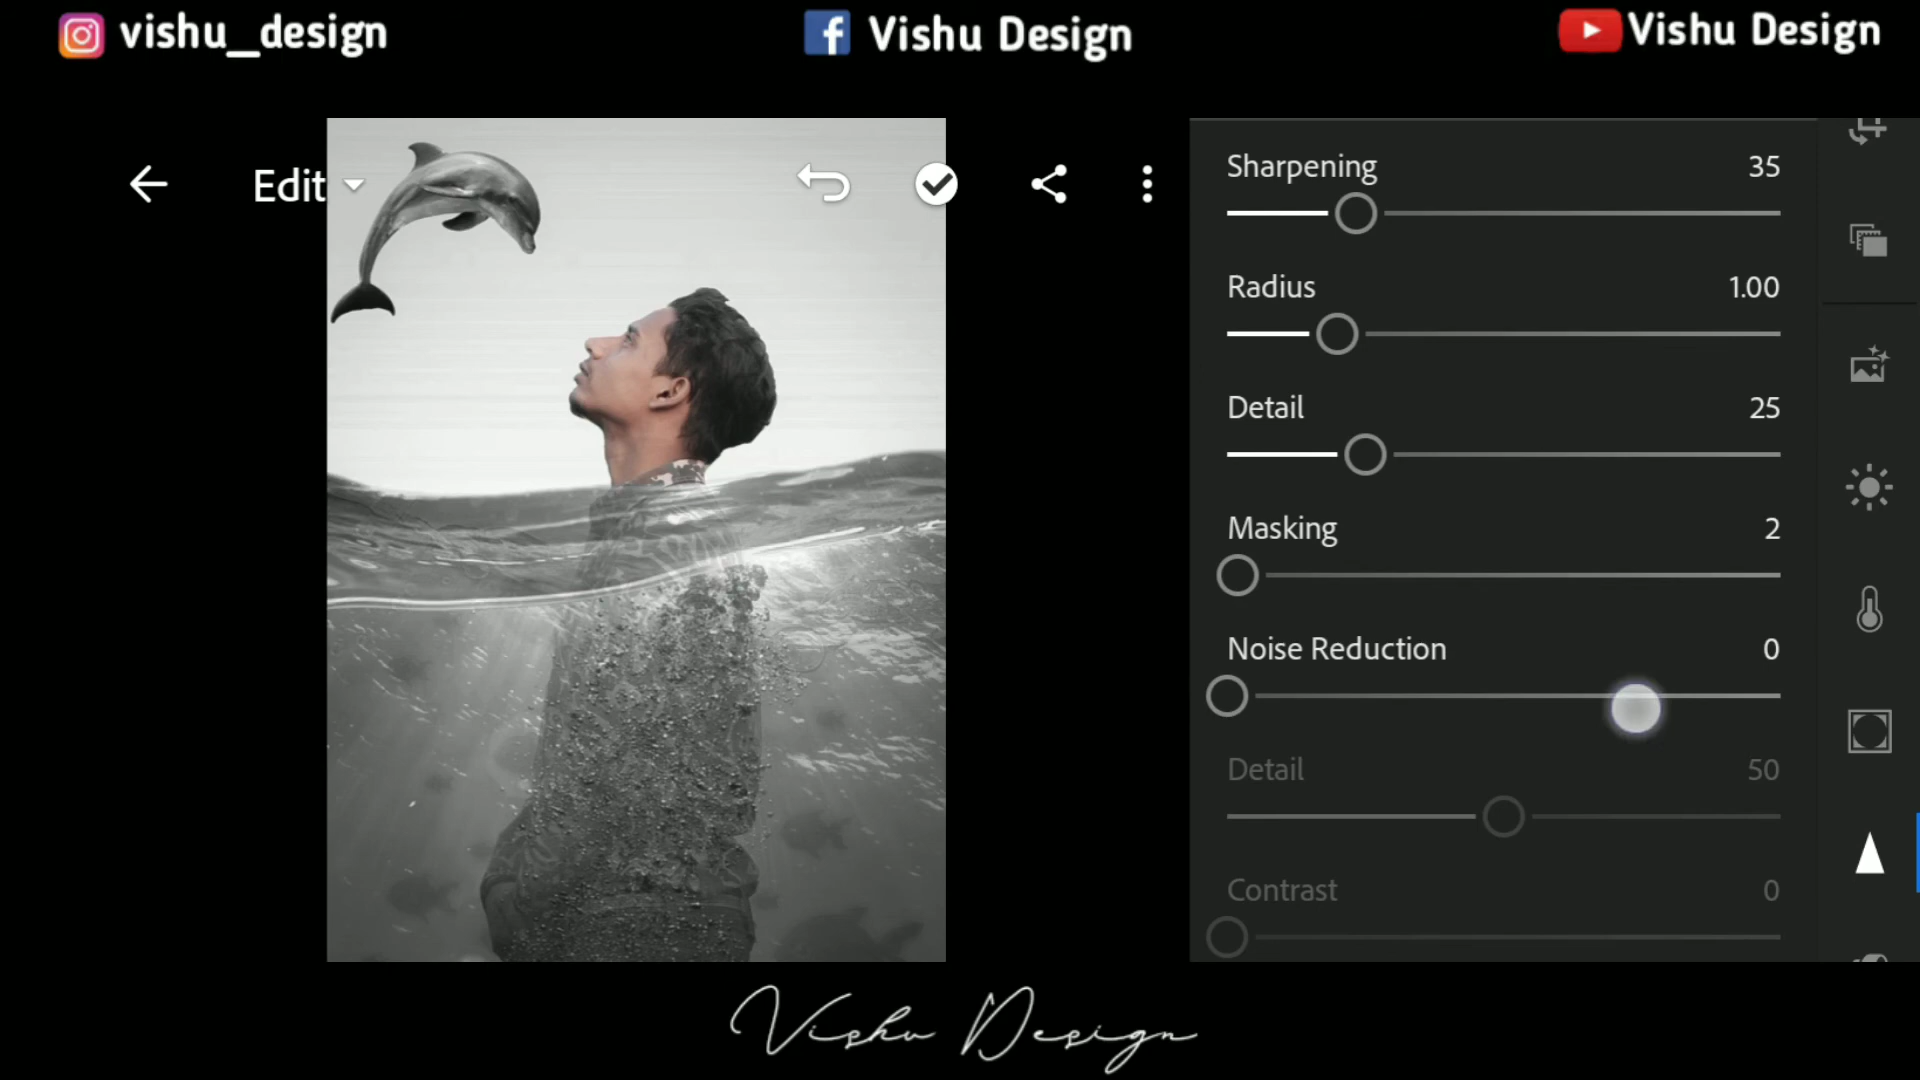 vishu_design
Vishu Design
Vishu Design
Edit
Sharpening 35
Radius 1.00
Detail 25
Masking 2
Noise Reduction 0
Detail 50
Contrast 0
Vishu Design